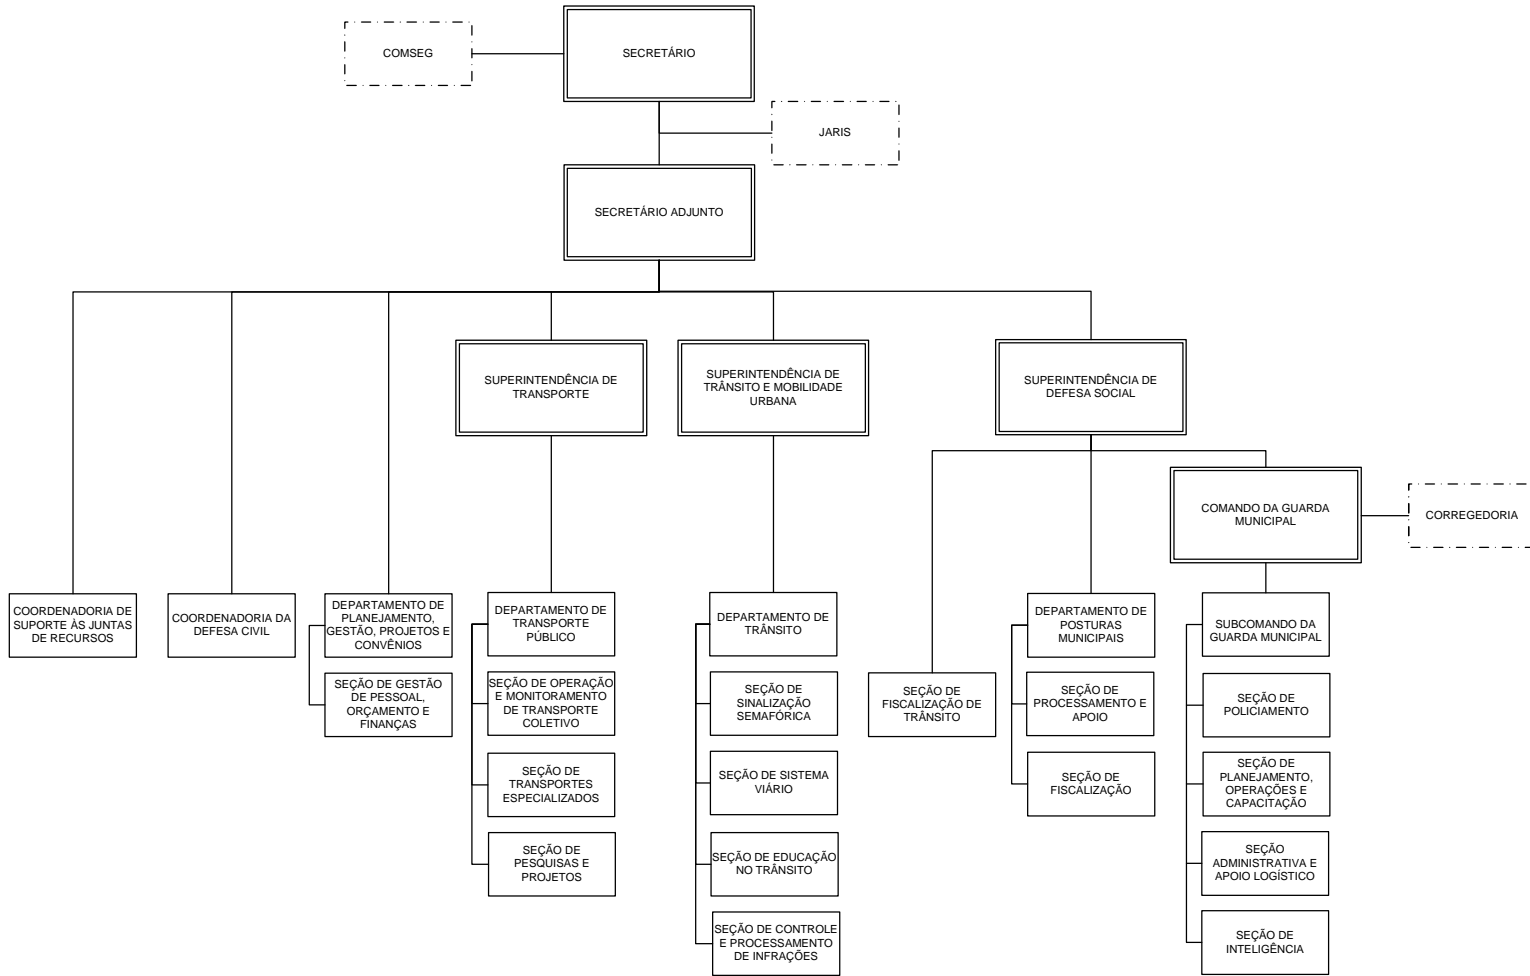 COMSEG
SECRETÁRIO
JARIS
SECRETÁRIO ADJUNTO
SUPERINTENDÊNCIA DE
TRANSPORTE
SUPERINTENDÊNCIA DE
TRÂNSITO E MOBILIDADE
URBANA
SUPERINTENDÊNCIA DE
DEFESA SOCIAL
COMANDO DA GUARDA
MUNICIPAL
CORREGEDORIA
COORDENADORIA DE
SUPORTE ÀS JUNTAS
DE RECURSOS
COORDENADORIA DA
DEFESA CIVIL
DEPARTAMENTO DE
PLANEJAMENTO,
GESTÃO, PROJETOS E
CONVÊNIOS
SEÇÃO DE GESTÃO
DE PESSOAL,
ORÇAMENTO E
FINANÇAS
DEPARTAMENTO DE
TRANSPORTE
PÚBLICO
SEÇÃO DE OPERAÇÃO
E MONITORAMENTO
DE TRANSPORTE
COLETIVO
SEÇÃO DE
TRANSPORTES
ESPECIALIZADOS
SEÇÃO DE
PESQUISAS E
PROJETOS
DEPARTAMENTO DE
TRÂNSITO
SEÇÃO DE
SINALIZAÇÃO
SEMAFÓRICA
SEÇÃO DE SISTEMA
VIÁRIO
SEÇÃO DE EDUCAÇÃO
NO TRÂNSITO
SEÇÃO DE CONTROLE
E PROCESSAMENTO
DE INFRAÇÕES
SEÇÃO DE
FISCALIZAÇÃO DE
TRÂNSITO
DEPARTAMENTO DE
POSTURAS
MUNICIPAIS
SEÇÃO DE
PROCESSAMENTO E
APOIO
SEÇÃO DE
FISCALIZAÇÃO
SUBCOMANDO DA
GUARDA MUNICIPAL
SEÇÃO DE
POLICIAMENTO
SEÇÃO DE
PLANEJAMENTO,
OPERAÇÕES E
CAPACITAÇÃO
SEÇÃO
ADMINISTRATIVA E
APOIO LOGÍSTICO
SEÇÃO DE
INTELIGÊNCIA